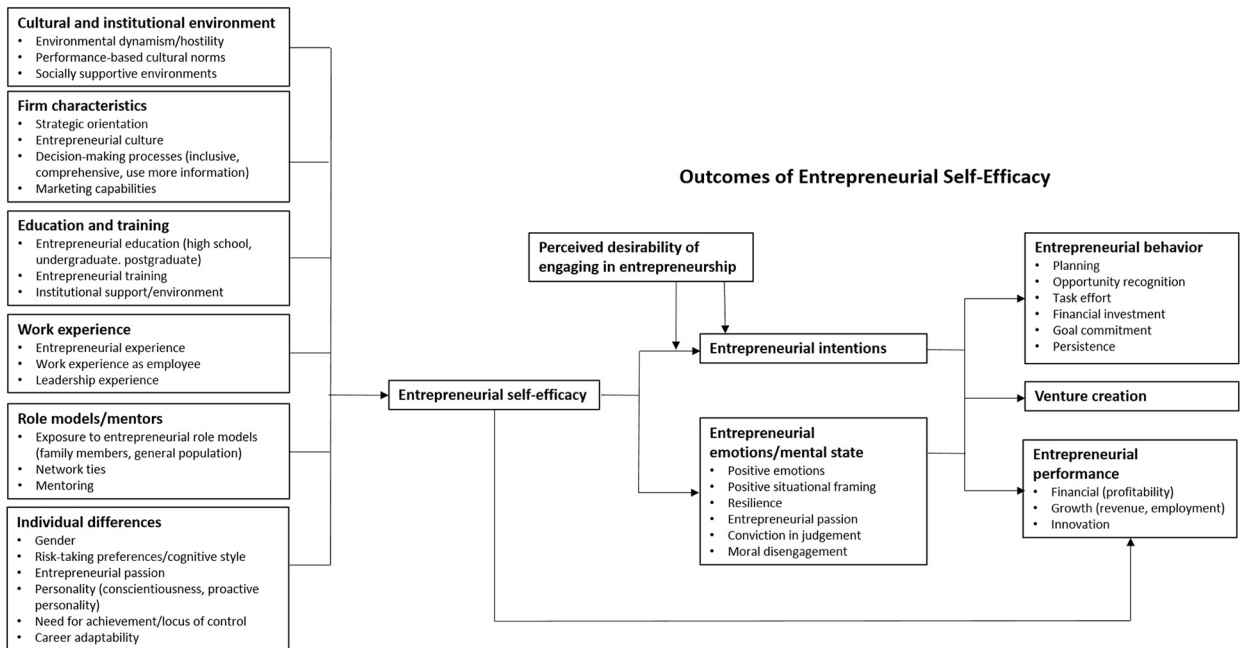 Cultural and institutional environment
• Environmental dynamism/hostility
• Performance-based cultural norms
• Socially supportive environments
Firm characteristics
• Strategic orientation
• Entrepreneurial culture
• Decision-making processes (inclusive,
comprehensive, use more information)
• Marketing capabilities
Education and training
• Entrepreneurial education (high school,
undergraduate. postgraduate)
• Entrepreneurial training
• Institutional support/environment
Work experience
• Entrepreneurial experience
• Work experience as employee
• Leadership experience
Role models/mentors
• Exposure to entrepreneurial role models
(family members, general population)
• Network ties
• Mentoring
Individual differences
• Gender
• Risk-taking preferences/cognitive style
• Entrepreneurial passion
• Personality (conscientiousness, proactive
personality)
• Need for achievement/locus of control
• Career adaptability
Entrepreneurial self-efficacy
Outcomes of Entrepreneurial Self-Efficacy
Perceived desirability of
engaging in entrepreneurship
Entrepreneurial intentions
Entrepreneurial
emotions/mental state
• Positive emotions
• Positive situational framing
• Resilience
• Entrepreneurial passion
• Conviction in judgement
• Moral disengagement
Entrepreneurial behavior
• Planning
• Opportunity recognition
• Task effort
• Financial investment
• Goal commitment
• Persistence
Venture creation
Entrepreneurial
performance
• Financial (profitability)
• Growth (revenue, employment)
• Innovation